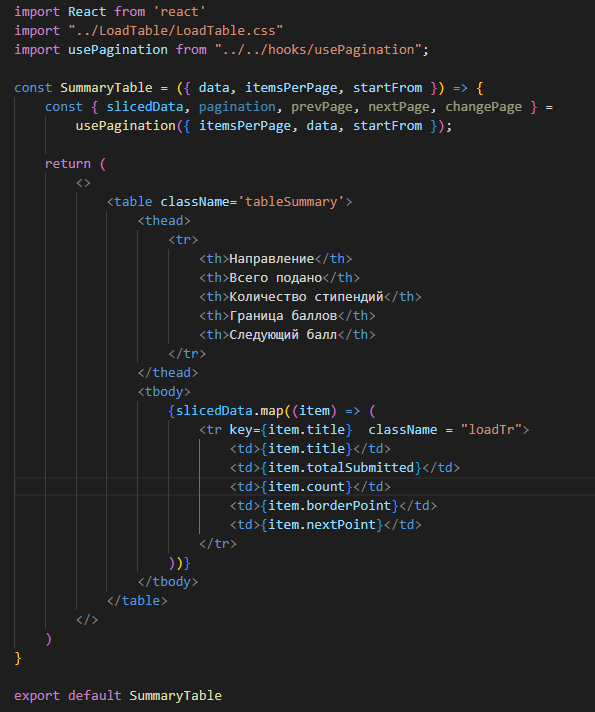 import React from 'react'
import "../LoadTable/LoadTable.css"
import usePagination from "../../hooks/usePagination";
const SummaryTable = ({ data, itemsPerPage, startFrom }) => {
const { slicedData, pagination, prevPage, nextPage, changePage } =
usePagination({ itemsPerPage, data, startFrom });
return (
<>
<table className='tableSummary'>
<thead>
<tr>
<th>Направление</th>
<th>Всего подано</th>
<th>Количество стипендий</th>
<th>Граница баллов</th>
<th>Следующий балл</th>
</tr>
</thead>
<tbody>
{slicedData.map((item) => (
<tr key={item.title}  className = "loadTr">
<td>{item.title}</td>
<td>{item.totalSubmitted}</td>
<td>{item.count}</td>
<td>{item.borderPoint}</td>
<td>{item.nextPoint}</td>
</tr>
))}
</tbody>
</table>
</>
)
}
export default SummaryTable